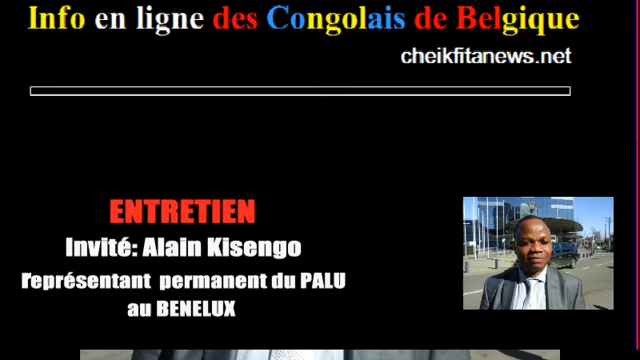 Info en ligne des Congolais de Belgique
cheikfitanews.net
ENTRETIEN
Invité: Alain Kisengo
représentant permanent du PALU
au BENELUX